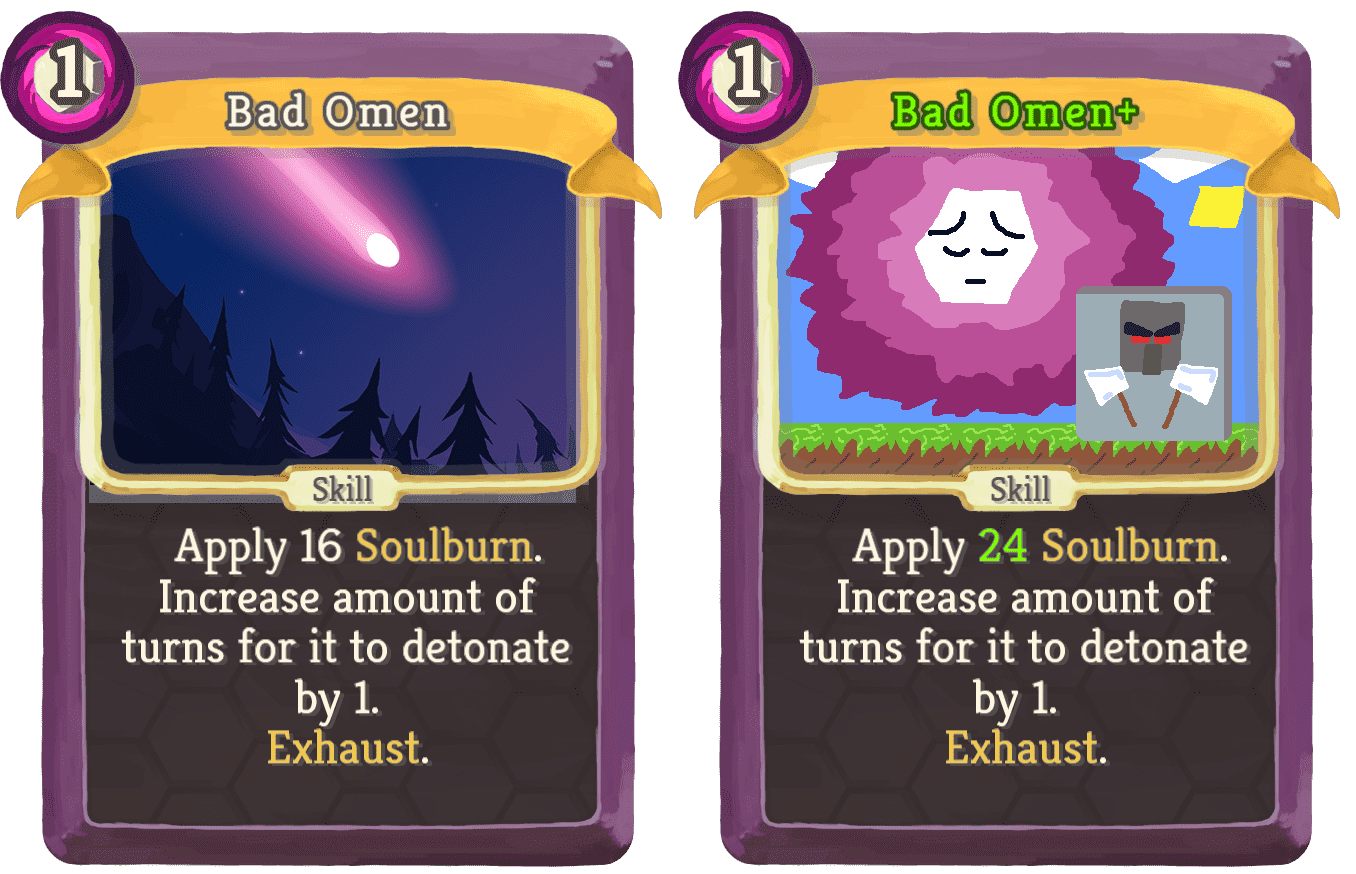 1
Bad Omen
Skill
Apply 16 Soulburn.
Increase amount of
turns for it to detonate
by 1.
Exhaust.
1
Bad Omen+
Skill
Apply 24 Soulburn.
Increase amount of
turns for it to detonate
by 1.
Exhaust.